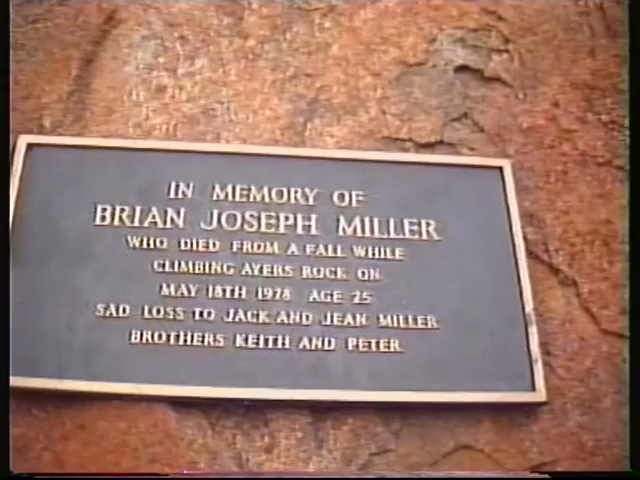 IN MEMORY OF
BRIAN JOSEPH MILLER
WHO DIED FROM A FALL WHILE
CLIMBING AYERS ROCK ON
MAY 18TH 1978 AGE 25
SAD LOSS TO JACK AND JEAN MILLER
BROTHERS KEITH AND PETER